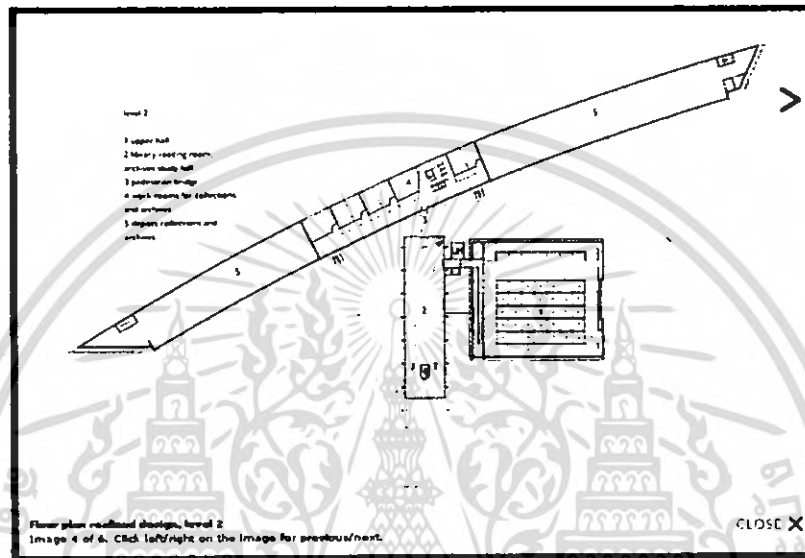 level 2
1 upper hall
2 library reading room,
archives study hall
3 pedestrian bridge
4 work rooms for collections
and archives
5 depots collections and
archives
5
4
3
5
2
Floor plan realised design, level 2
Image 4 of 6. Click left/right on the image for previous/next.
CLOSE X